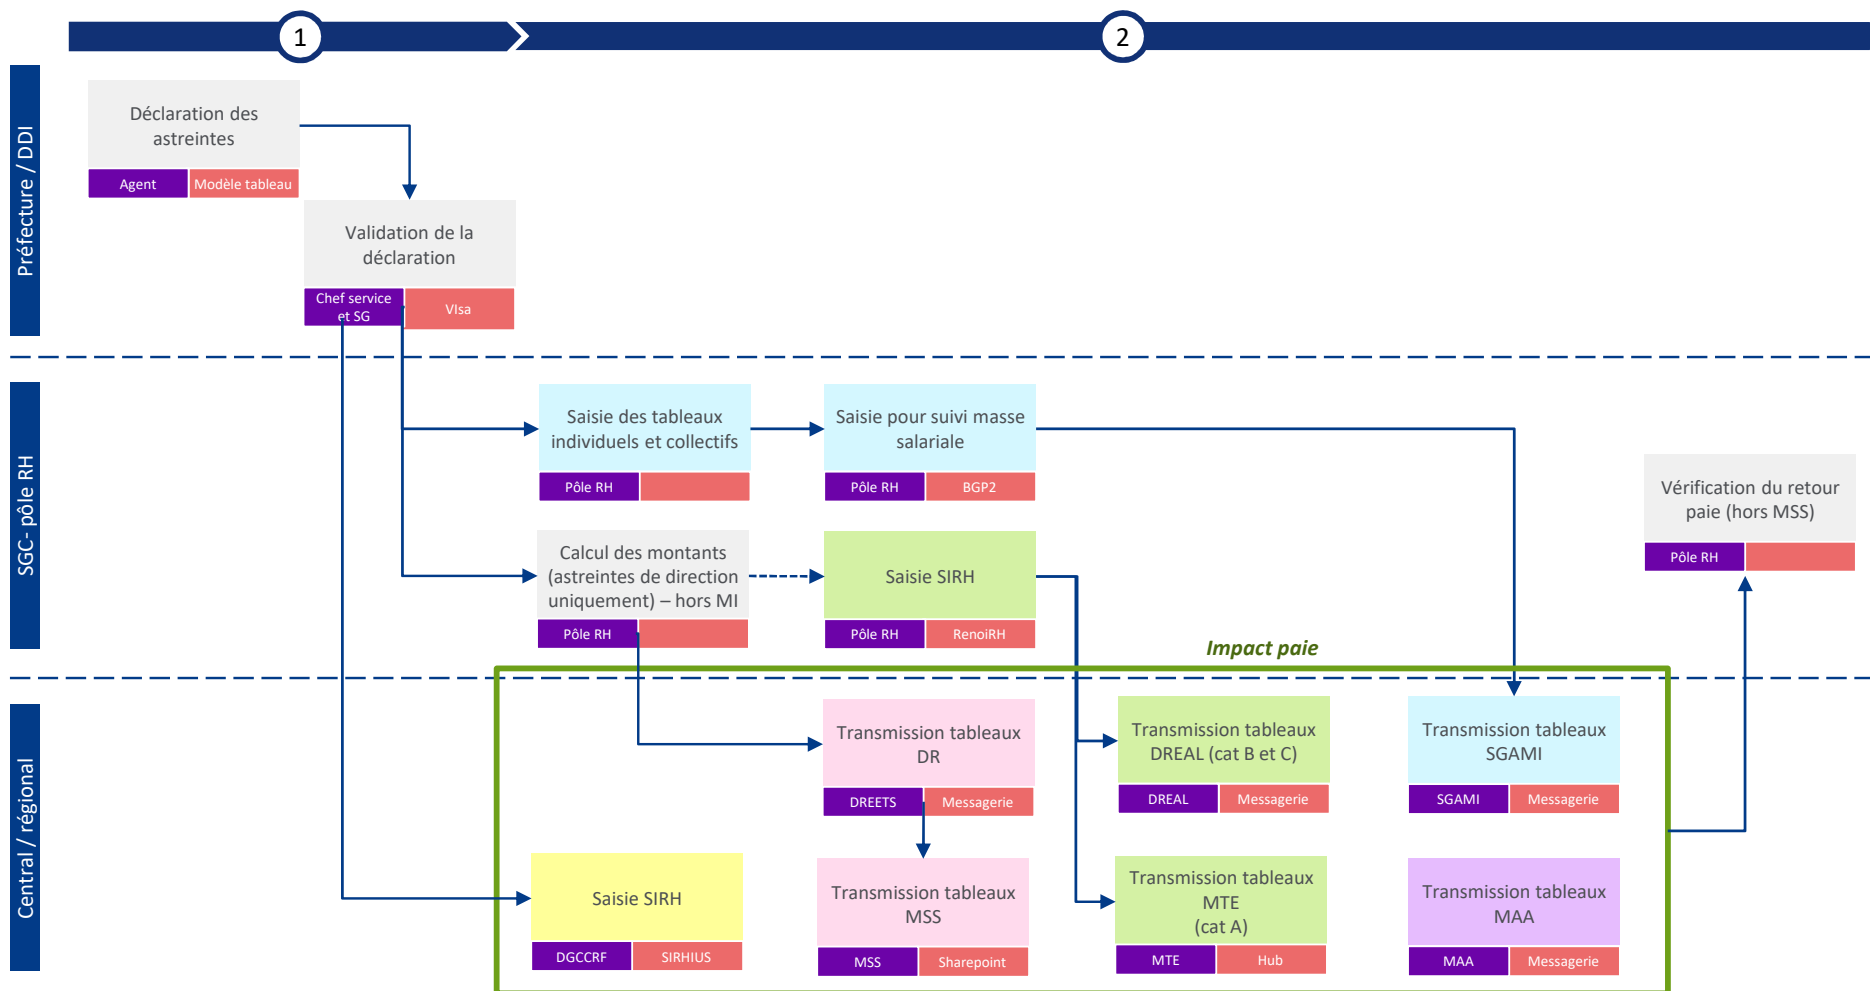 1
2
Préfecture / DDI
Déclaration des
astreintes
Agent
Modèle tableau
Validation de la
déclaration
Chef service
et SG
VIsa
SGC- pôle RH
Saisie des tableaux
individuels et collectifs
Pôle RH
Saisie pour suivi masse
salariale
Pôle RH
BGP2
Vérification du retour
paie (hors MSS)
Pôle RH
Calcul des montants
(astreintes de direction
uniquement) – hors MI
Pôle RH
Saisie SIRH
Pôle RH
RenoiRH
Impact paie
Central / régional
Transmission tableaux
DR
DREETS
Messagerie
Transmission tableaux
DREAL (cat B et C)
DREAL
Messagerie
Transmission tableaux
SGAMI
SGAMI
Messagerie
Saisie SIRH
DGCCRF
SIRHIUS
Transmission tableaux
MSS
MSS
Sharepoint
Transmission tableaux
MTE
(cat A)
MTE
Hub
Transmission tableaux
MAA
MAA
Messagerie